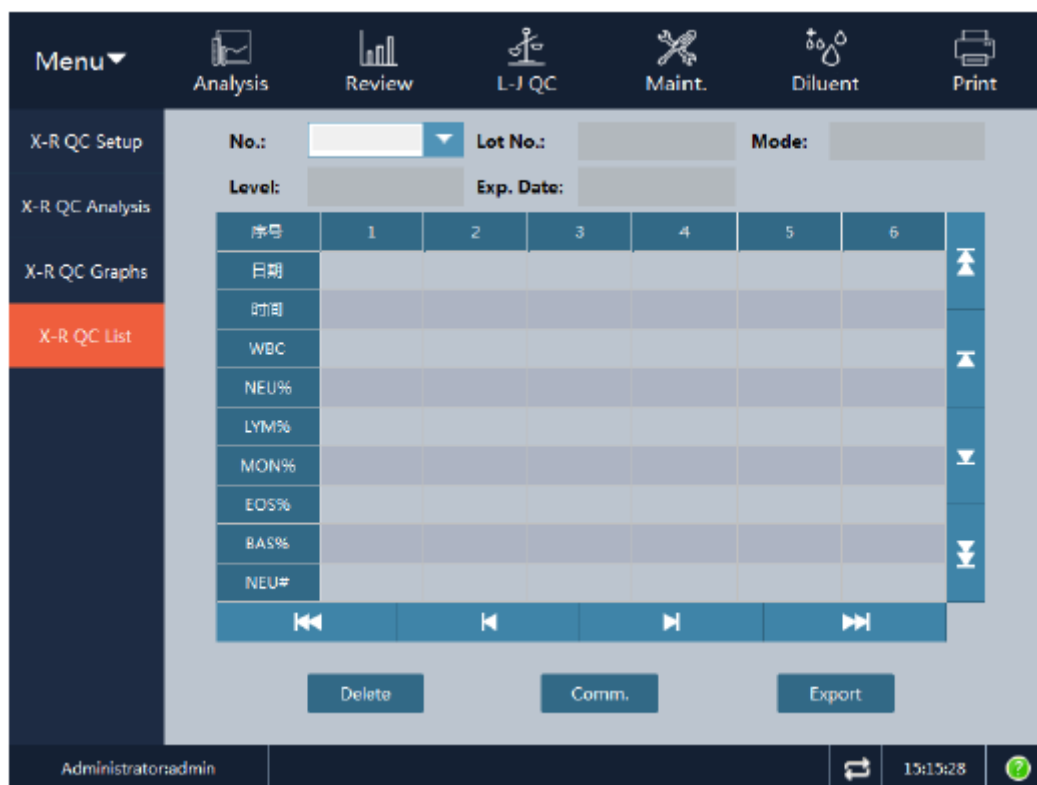 Menu
Analysis
Review
L-J QC
Maint.
Diluent
Print
X-R QC Setup
X-R QC Analysis
X-R QC Graphs
X-R QC List
No.: Lot No.: Mode:
Level: Exp. Date:
序号 1 2 3 4 5 6
日期
时间
WBC
NEU%
LYM%
MON%
EOS%
BAS%
NEU#
Delete Comm. Export
Administrator:admin 15:15:28